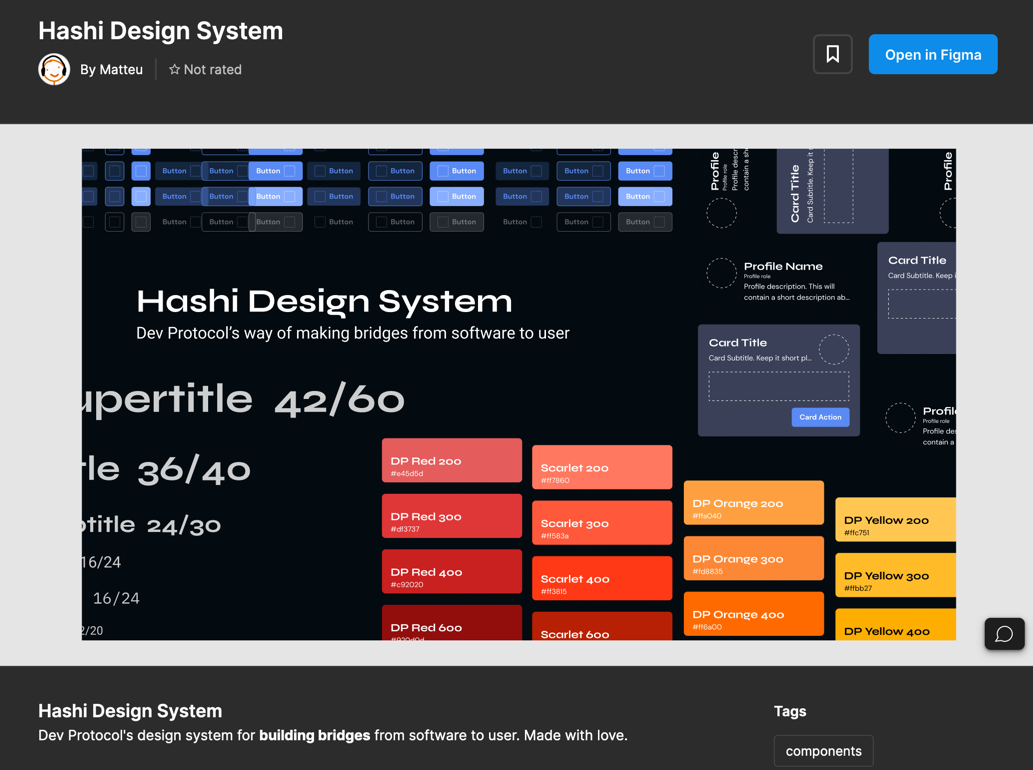 Hashi Design System
By Matteu
Not rated
Open in Figma
Button Button Button Button Button Button Button Button Button
Button Button Button Button Button Button Button Button Button
Button Button Button Button Button Button Button Button Button
Profile
Profile role
Profile descr
contain a sho
Card Title
Card Subtitle. Keep it
Profile
Profile Name
Profile role
Profile description. This will
contain a short description ab...
Card Title
Card Subtitle. Keep i
Hashi Design System
Dev Protocol's way of making bridges from software to user
Card Title
Card Subtitle. Keep it short pl...
Card Action
Profil
Profile role
Profile des
contain a
upertitle 42/60
tle 36/40
otitle 24/30
16/24
16/24
2/20
DP Red 200
#e45d5d
DP Red 300
#df3737
DP Red 400
#c92020
DP Red 600
#920d0d
Scarlet 200
#ff7860
Scarlet 300
#ff583a
Scarlet 400
#ff3815
Scarlet 600
DP Orange 200
#ffa040
DP Orange 300
#fd8835
DP Orange 400
#ff6a00
DP Yellow 200
#ffc751
DP Yellow 300
#ffbb27
DP Yellow 400
Hashi Design System
Dev Protocol's design system for building bridges from software to user. Made with love.
Tags
components